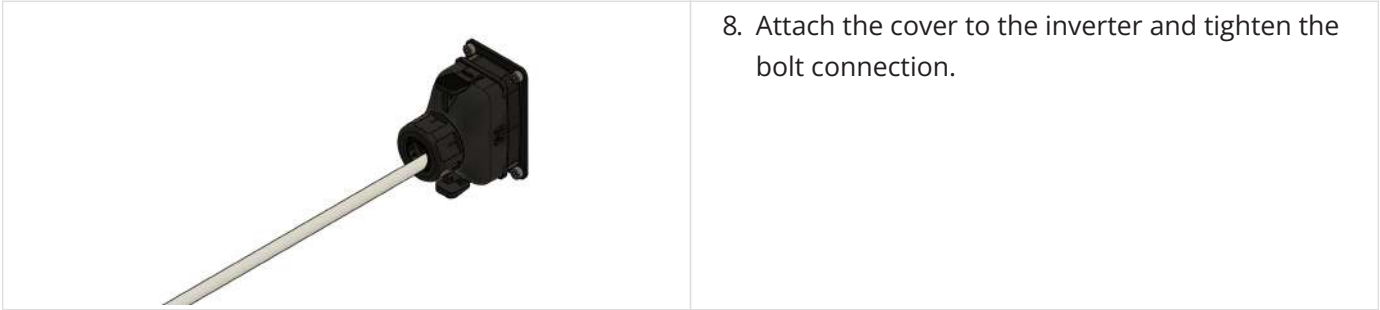 8. Attach the cover to the inverter and tighten the
bolt connection.